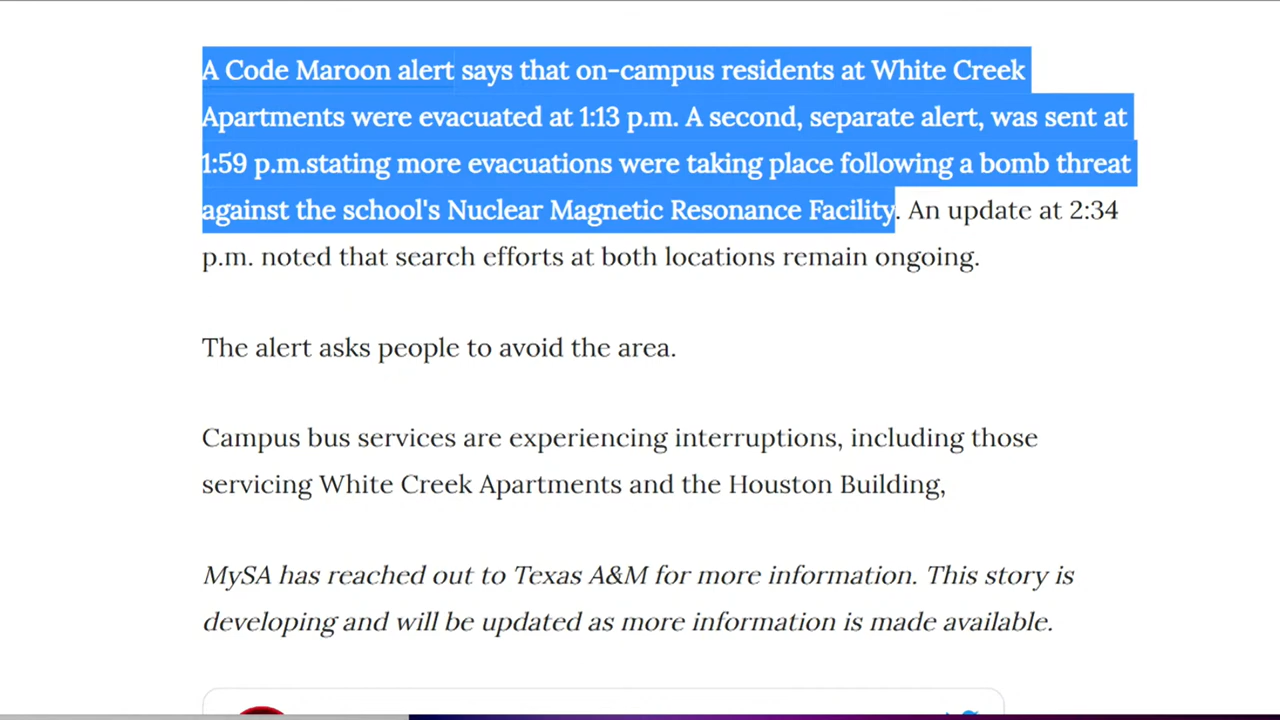 A Code Maroon alert says that on-campus residents at White Creek
Apartments were evacuated at 1:13 p.m. A second, separate alert, was sent at
1:59 p.m.stating more evacuations were taking place following a bomb threat
against the school's Nuclear Magnetic Resonance Facility. An update at 2:34
p.m. noted that search efforts at both locations remain ongoing.
The alert asks people to avoid the area.
Campus bus services are experiencing interruptions, including those
servicing White Creek Apartments and the Houston Building,
MySA has reached out to Texas A&M for more information. This story is
developing and will be updated as more information is made available.